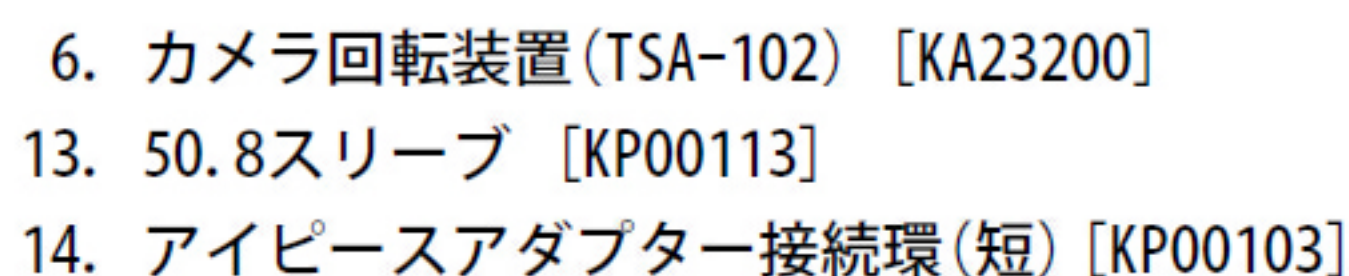 6. カメラ回転装置(TSA-102) [KA23200]
13. 50.8スリーブ [KP00113]
14. アイピースアダプター接続環(短) [KP00103]